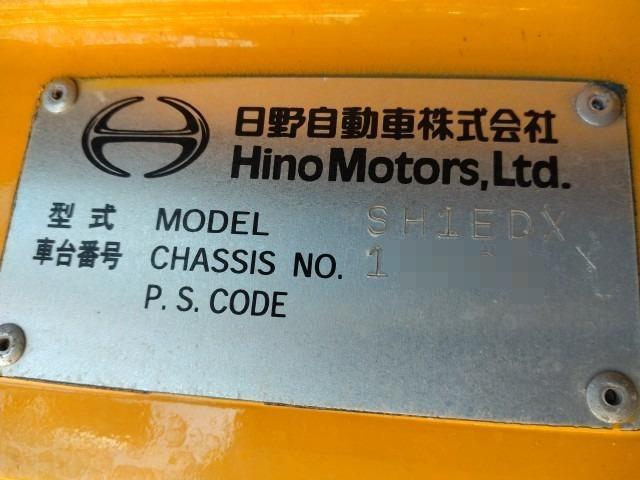 日野自動車株式会社
Hino Motors, Ltd.
型式 MODEL SH1EDX
車台番号 CHASSIS NO. 1
P. S. CODE